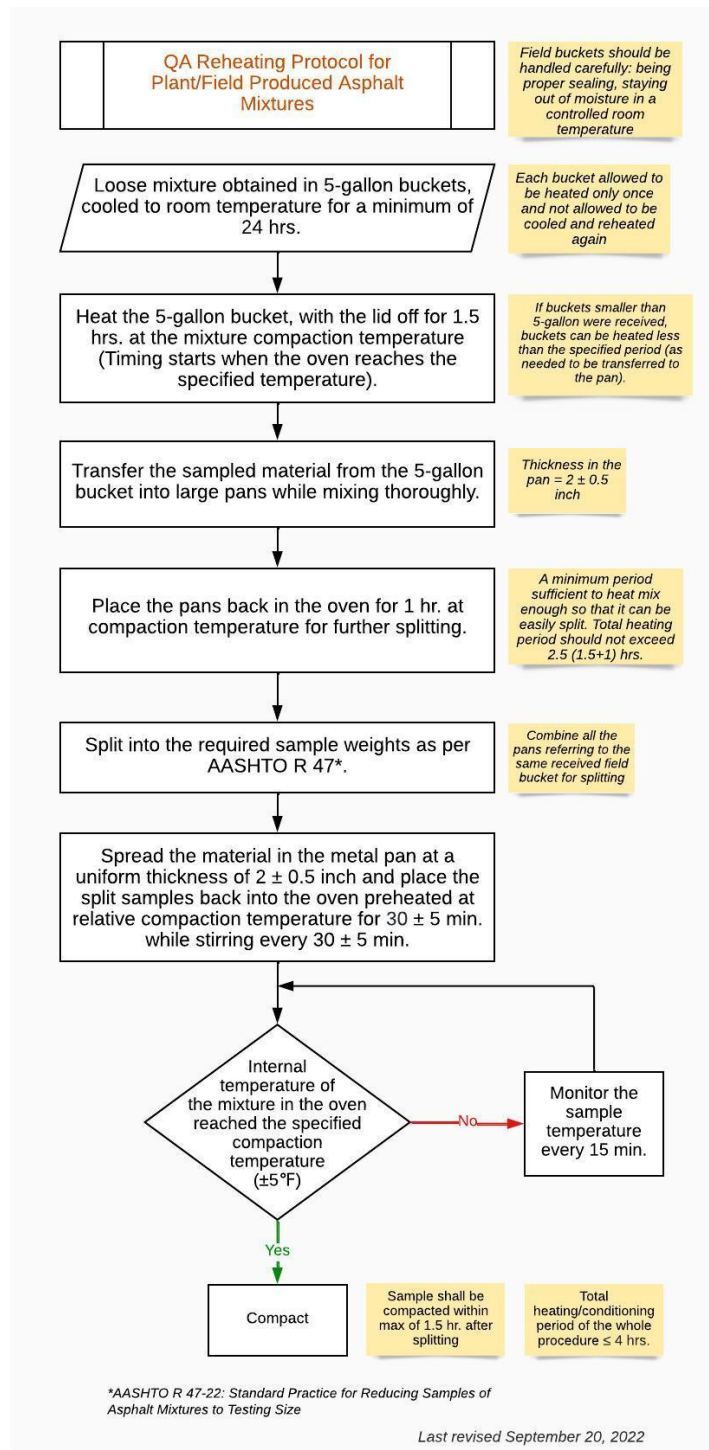 QA Reheating Protocol for
Plant/Field Produced Asphalt
Mixtures
Field buckets should be
handled carefully: being
proper sealing, staying
out of moisture in a
controlled room
temperature
Loose mixture obtained in 5-gallon buckets,
cooled to room temperature for a minimum of
24 hrs.
Each bucket allowed to
be heated only once
and not allowed to be
cooled and reheated
again
Heat the 5-gallon bucket, with the lid off for 1.5
hrs. at the mixture compaction temperature
(Timing starts when the oven reaches the
specified temperature).
If buckets smaller than
5-gallon were received,
buckets can be heated less
than the specified period (as
needed to be transferred to
the pan).
Transfer the sampled material from the 5-gallon
bucket into large pans while mixing thoroughly.
Thickness in the
pan = 2 ± 0.5
inch
Place the pans back in the oven for 1 hr. at
compaction temperature for further splitting.
A minimum period
sufficient to heat mix
enough so that it can be
easily split. Total heating
period should not exceed
2.5 (1.5+1) hrs.
Split into the required sample weights as per
AASHTO R 47*.
Combine all the
pans referring to the
same received field
bucket for splitting
Spread the material in the metal pan at a
uniform thickness of 2 ± 0.5 inch and place the
split samples back into the oven preheated at
relative compaction temperature for 30 ± 5 min.
while stirring every 30 ± 5 min.
Internal
temperature of
the mixture in the oven
reached the specified
compaction
temperature
(±5℉)
No
Monitor the
sample
temperature
every 15 min.
Yes
Compact
Sample shall be
compacted within
max of 1.5 hr. after
splitting
Total
heating/conditioning
period of the whole
procedure ≤ 4 hrs.
*AASHTO R 47-22: Standard Practice for Reducing Samples of
Asphalt Mixtures to Testing Size
Last revised September 20, 2022